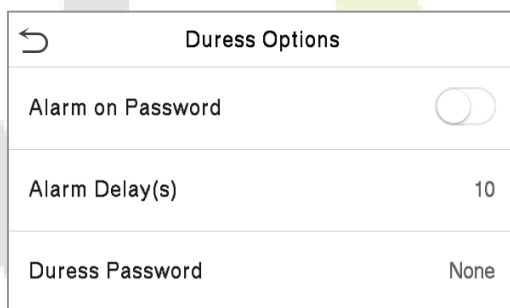 Duress Options
Alarm on Password
Alarm Delay(s) 10
Duress Password None